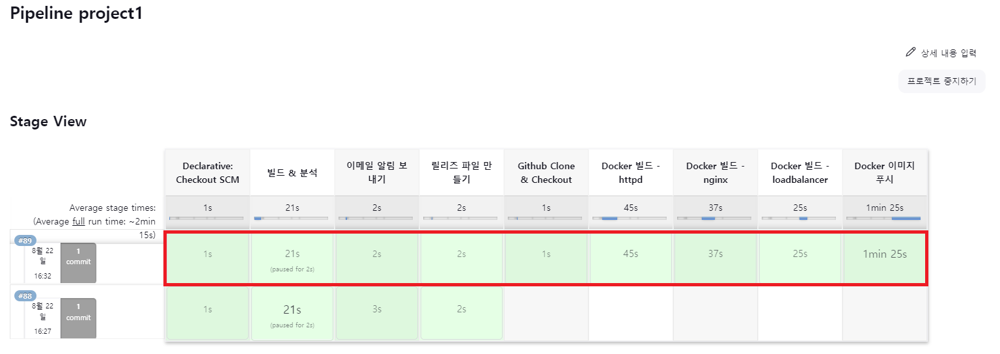 Pipeline project1
상세 내용 입력
프로젝트 중지하기
Stage View
Declarative:
Checkout SCM
빌드 & 분석
이메일 알림 보
내기
릴리즈 파일 만
들기
Github Clone
& Checkout
Docker 빌드 -
httpd
Docker 빌드 -
nginx
Docker 빌드 -
loadbalancer
Docker 이미지
푸시
Average stage times:
(Average full run time: ~2min
15s)
1s
21s
2s
2s
1s
45s
37s
25s
1min 25s
#89
8월 22
일
16:32
1
commit
1s
21s
(paused for 2s)
2s
2s
1s
45s
37s
25s
1min 25s
#88
8월 22
일
16:27
1
commit
1s
21s
(paused for 2s)
3s
2s